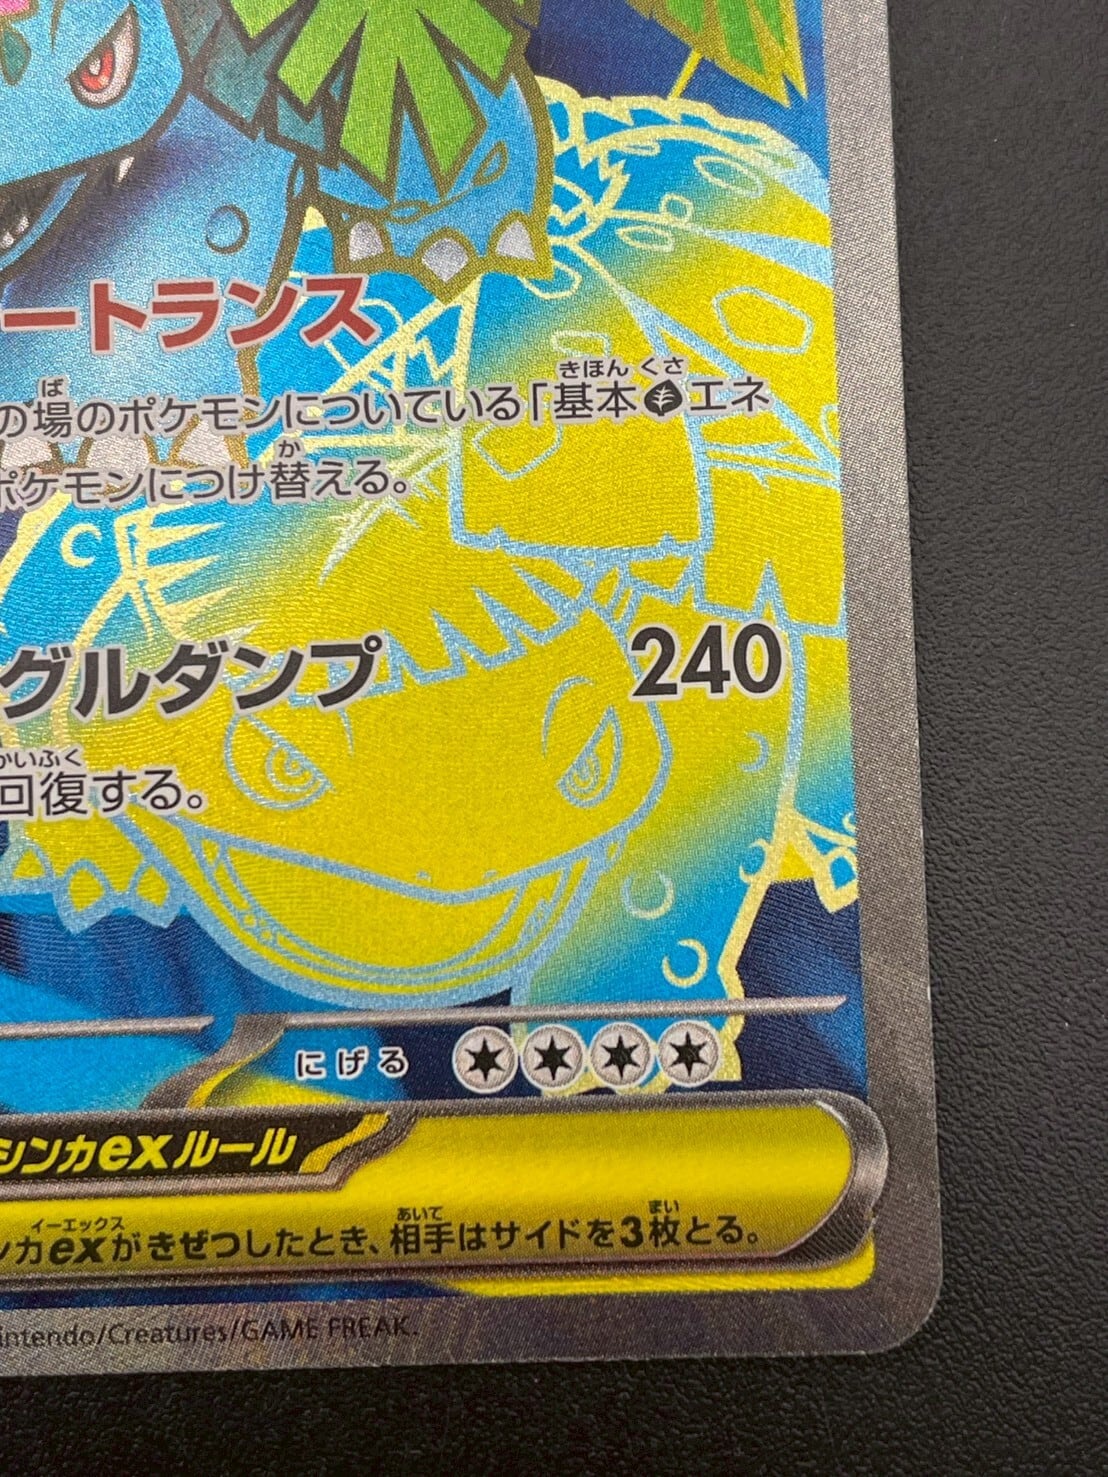 ートランス
の場のポケモンについている「基本エネ
ば きほん くさ
ポケモンにつけ替える。
か
グルダンプ 240
回復する。
かいふく
にげる
シンカexルール
ンカexがきぜつしたとき、相手はサイドを3枚とる。
イーエックス あいて まい
intendo/Creatures/GAME FREAK.